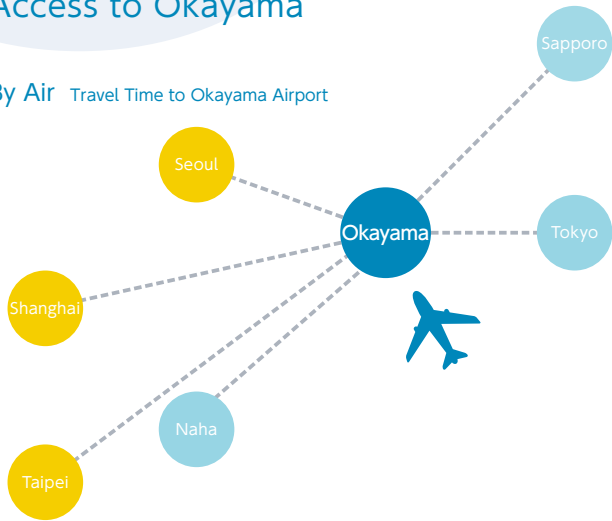 Access to Okayama
By Air Travel Time to Okayama Airport
Sapporo
Seoul
Okayama
Tokyo
Shanghai
Naha
Taipei